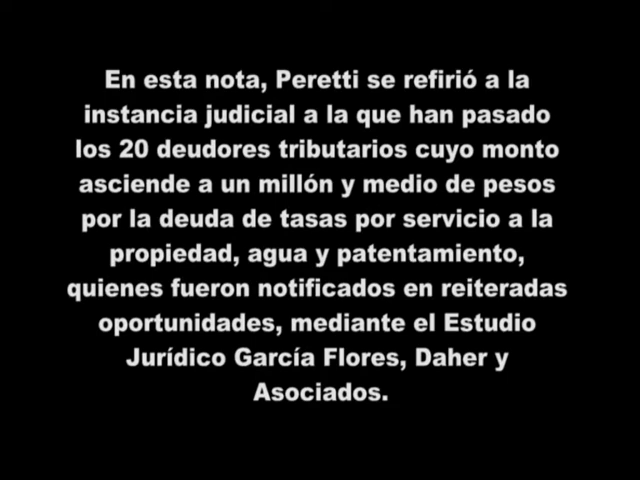 En esta nota, Peretti se refirió a la
instancia judicial a la que han pasado
los 20 deudores tributarios cuyo monto
asciende a un millón y medio de pesos
por la deuda de tasas por servicio a la
propiedad, agua y patentamiento,
quienes fueron notificados en reiteradas
oportunidades, mediante el Estudio
Jurídico García Flores, Daher y
Asociados.